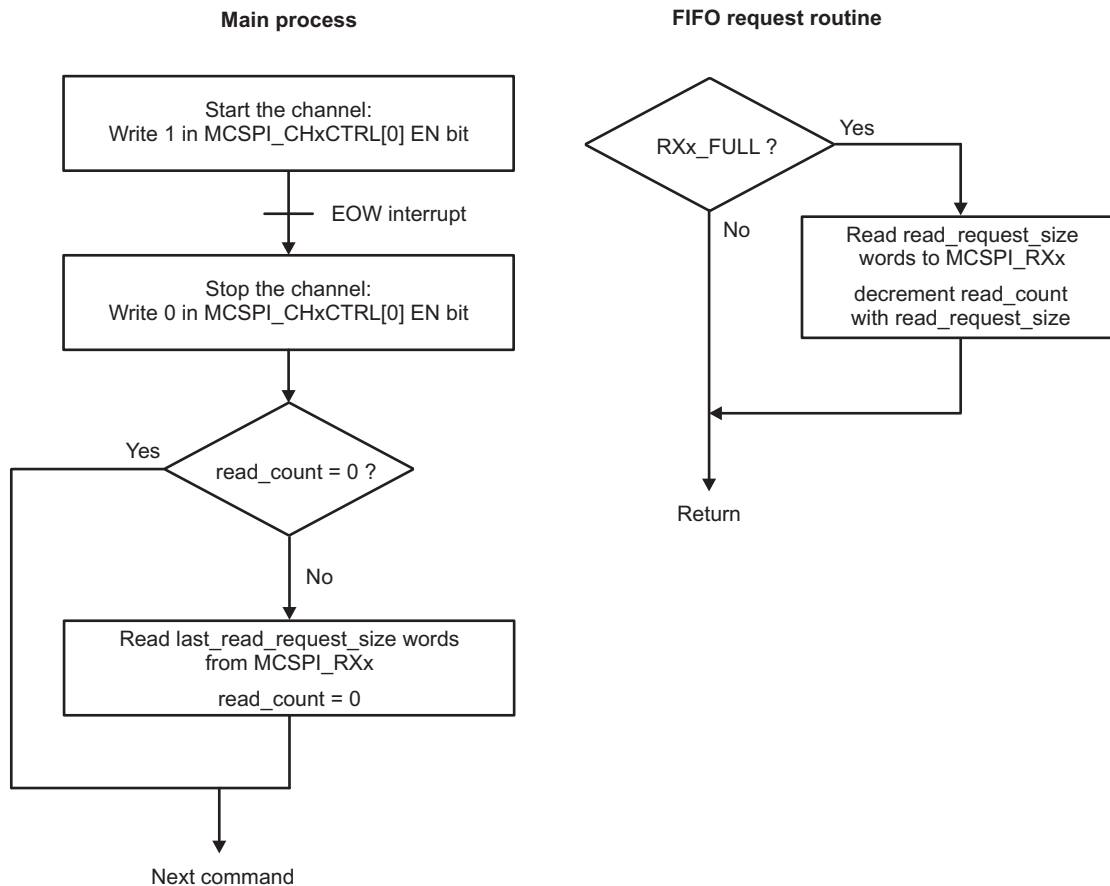 Main process
Start the channel:
Write 1 in MCSPI_CHxCTRL[0] EN bit
EOW interrupt
Stop the channel:
Write 0 in MCSPI_CHxCTRL[0] EN bit
Yes
read_count = 0 ?
No
Read last_read_request_size words
from MCSPI_RXx
read_count = 0
Next command
FIFO request routine
RXx_FULL ?
Yes
No
Read read_request_size
words to MCSPI_RXx
decrement read_count
with read_request_size
Return